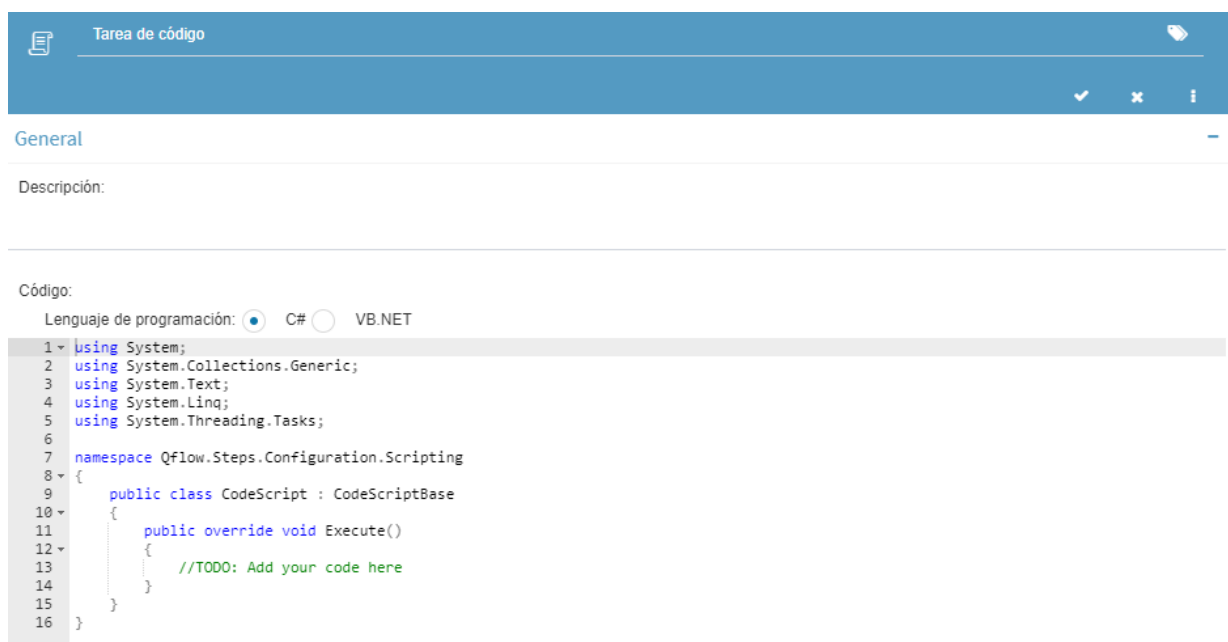 Tarea de código
General
Descripción:
Código:
Lenguaje de programación: C# VB.NET
1 using System;
2 using System.Collections.Generic;
3 using System.Text;
4 using System.Linq;
5 using System.Threading.Tasks;
6
7 namespace Qflow.Steps.Configuration.Scripting
8 {
9 public class CodeScript : CodeScriptBase
10 {
11 public override void Execute()
12 {
13 //TODO: Add your code here
14 }
15 }
16 }